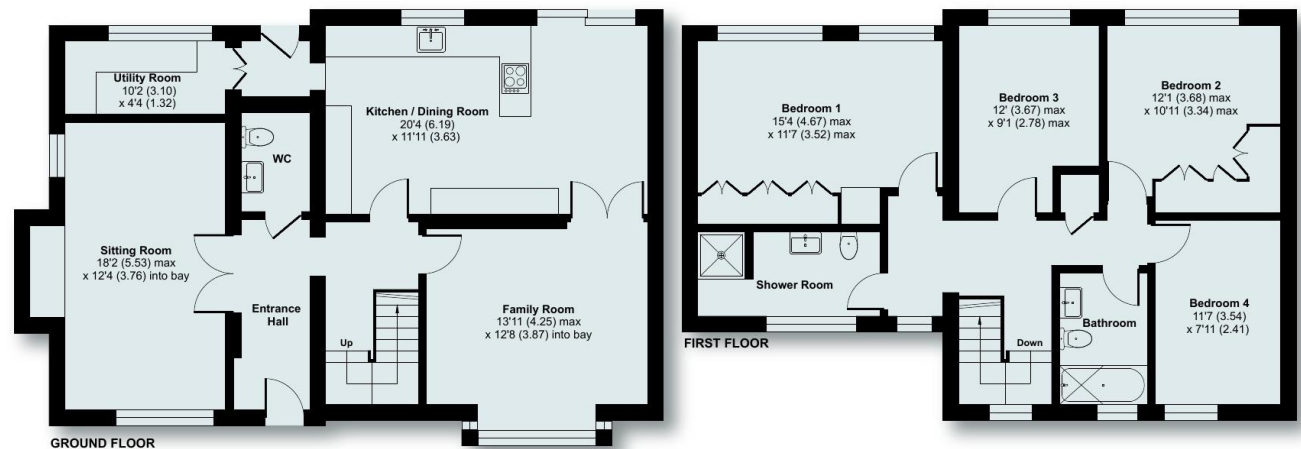 Utility Room
10'2 (3.10)
x 4'4 (1.32)
Kitchen / Dining Room
20'4 (6.19)
x 11'11 (3.63)
WC
Sitting Room
18'2 (5.53) max
x 12'4 (3.76) into bay
Entrance
Hall
Up
Family Room
13'11 (4.25) max
x 12'8 (3.87) into bay
GROUND FLOOR
Bedroom 1
15'4 (4.67) max
x 11'7 (3.52) max
Bedroom 3
12' (3.67) max
x 9'1 (2.78) max
Bedroom 2
12'1 (3.68) max
x 10'11 (3.34) max
Shower Room
Bathroom
Bedroom 4
11'7 (3.54)
x 7'11 (2.41)
Down
FIRST FLOOR